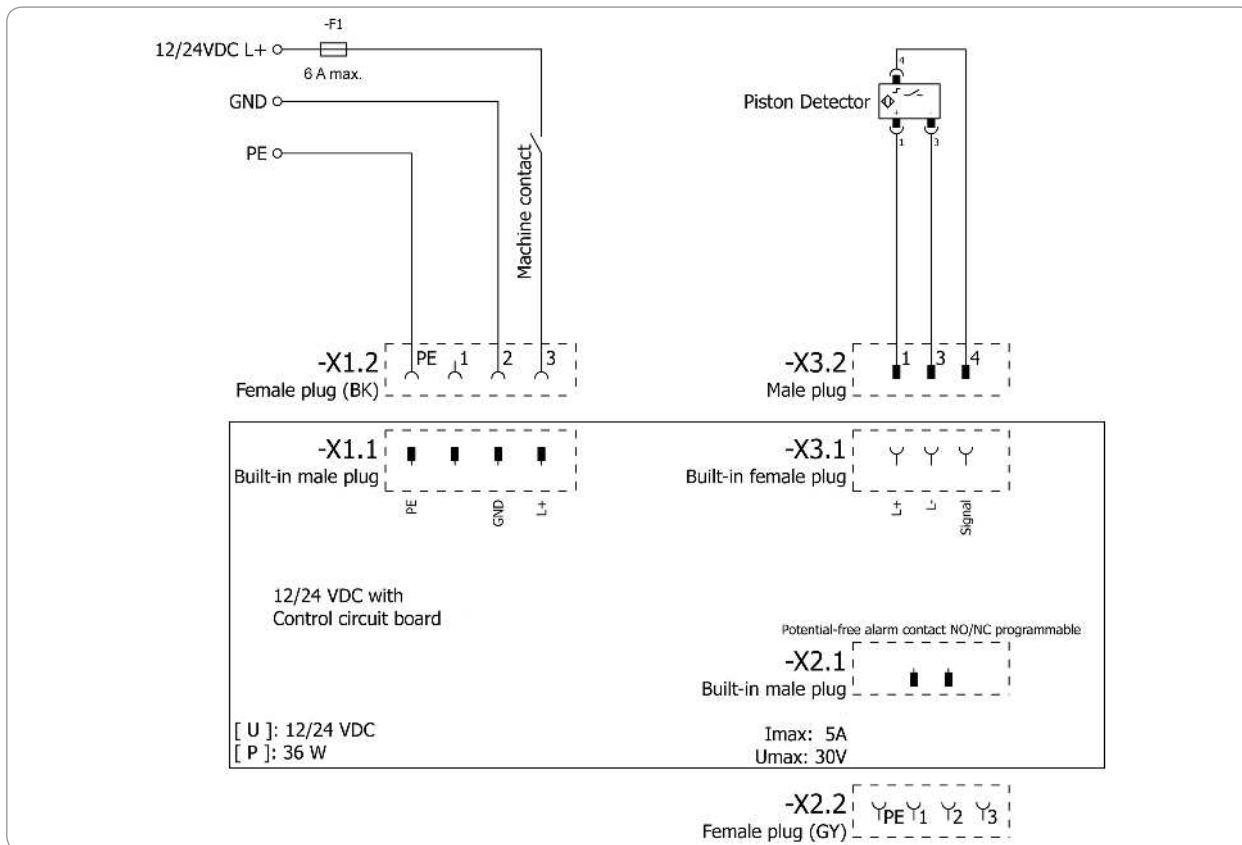 -F1
12/24VDC L+
6 A max.
GND
PE
Machine contact
4
Piston Detector
+ -
1 3
-X1.2
Female plug (BK)
PE 1 2 3
-X3.2
Male plug
1 3 4
-X1.1
Built-in male plug
PE GND L+
-X3.1
Built-in female plug
L+ L- Signal
12/24 VDC with
Control circuit board
Potential-free alarm contact NO/NC programmable
-X2.1
Built-in male plug
[ U ]: 12/24 VDC
[ P ]: 36 W
Imax: 5A
Umax: 30V
-X2.2
Female plug (GY)
PE 1 2 3